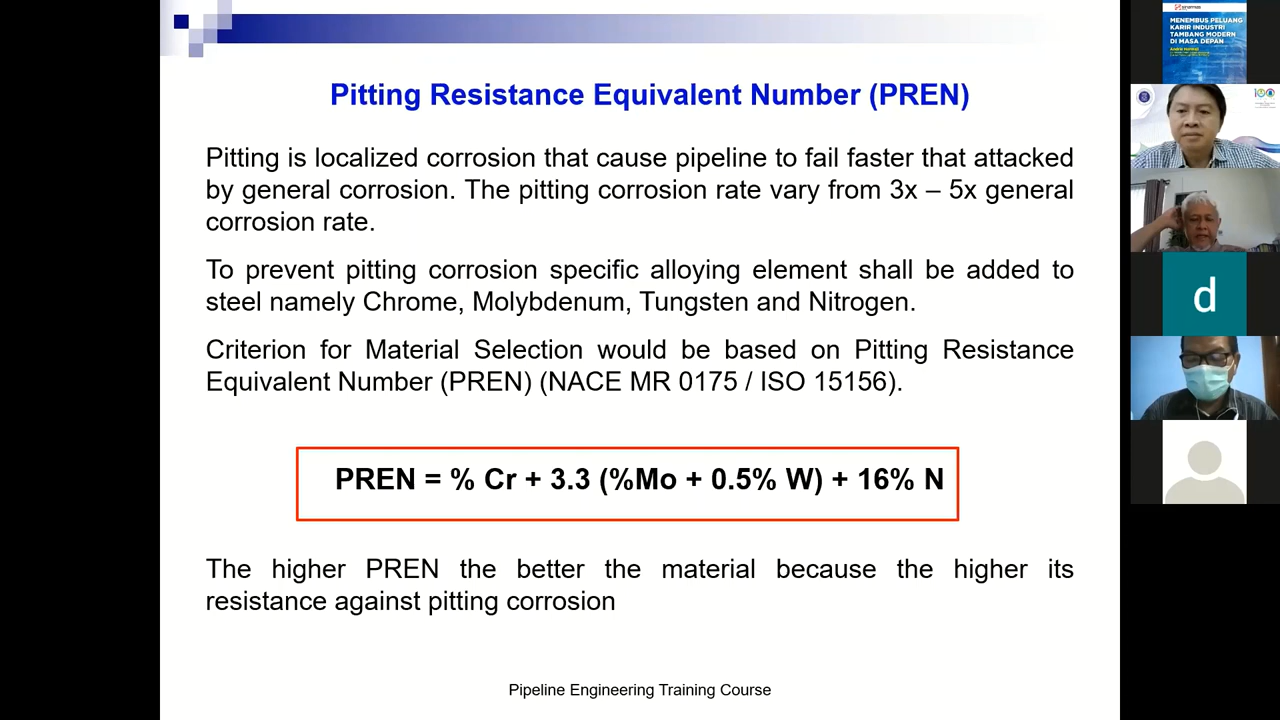 Pitting Resistance Equivalent Number (PREN)
Pitting is localized corrosion that cause pipeline to fail faster that attacked
by general corrosion. The pitting corrosion rate vary from 3x – 5x general
corrosion rate.
To prevent pitting corrosion specific alloying element shall be added to
steel namely Chrome, Molybdenum, Tungsten and Nitrogen.
Criterion for Material Selection would be based on Pitting Resistance
Equivalent Number (PREN) (NACE MR 0175 / ISO 15156).
PREN = % Cr + 3.3 (%Mo + 0.5% W) + 16% N
The higher PREN the better the material because the higher its
resistance against pitting corrosion
Pipeline Engineering Training Course
sinarmas
MENEMBUS PELUANG
KARIR INDUSTRI
TAMBANG MODERN
DI MASA DEPAN
d